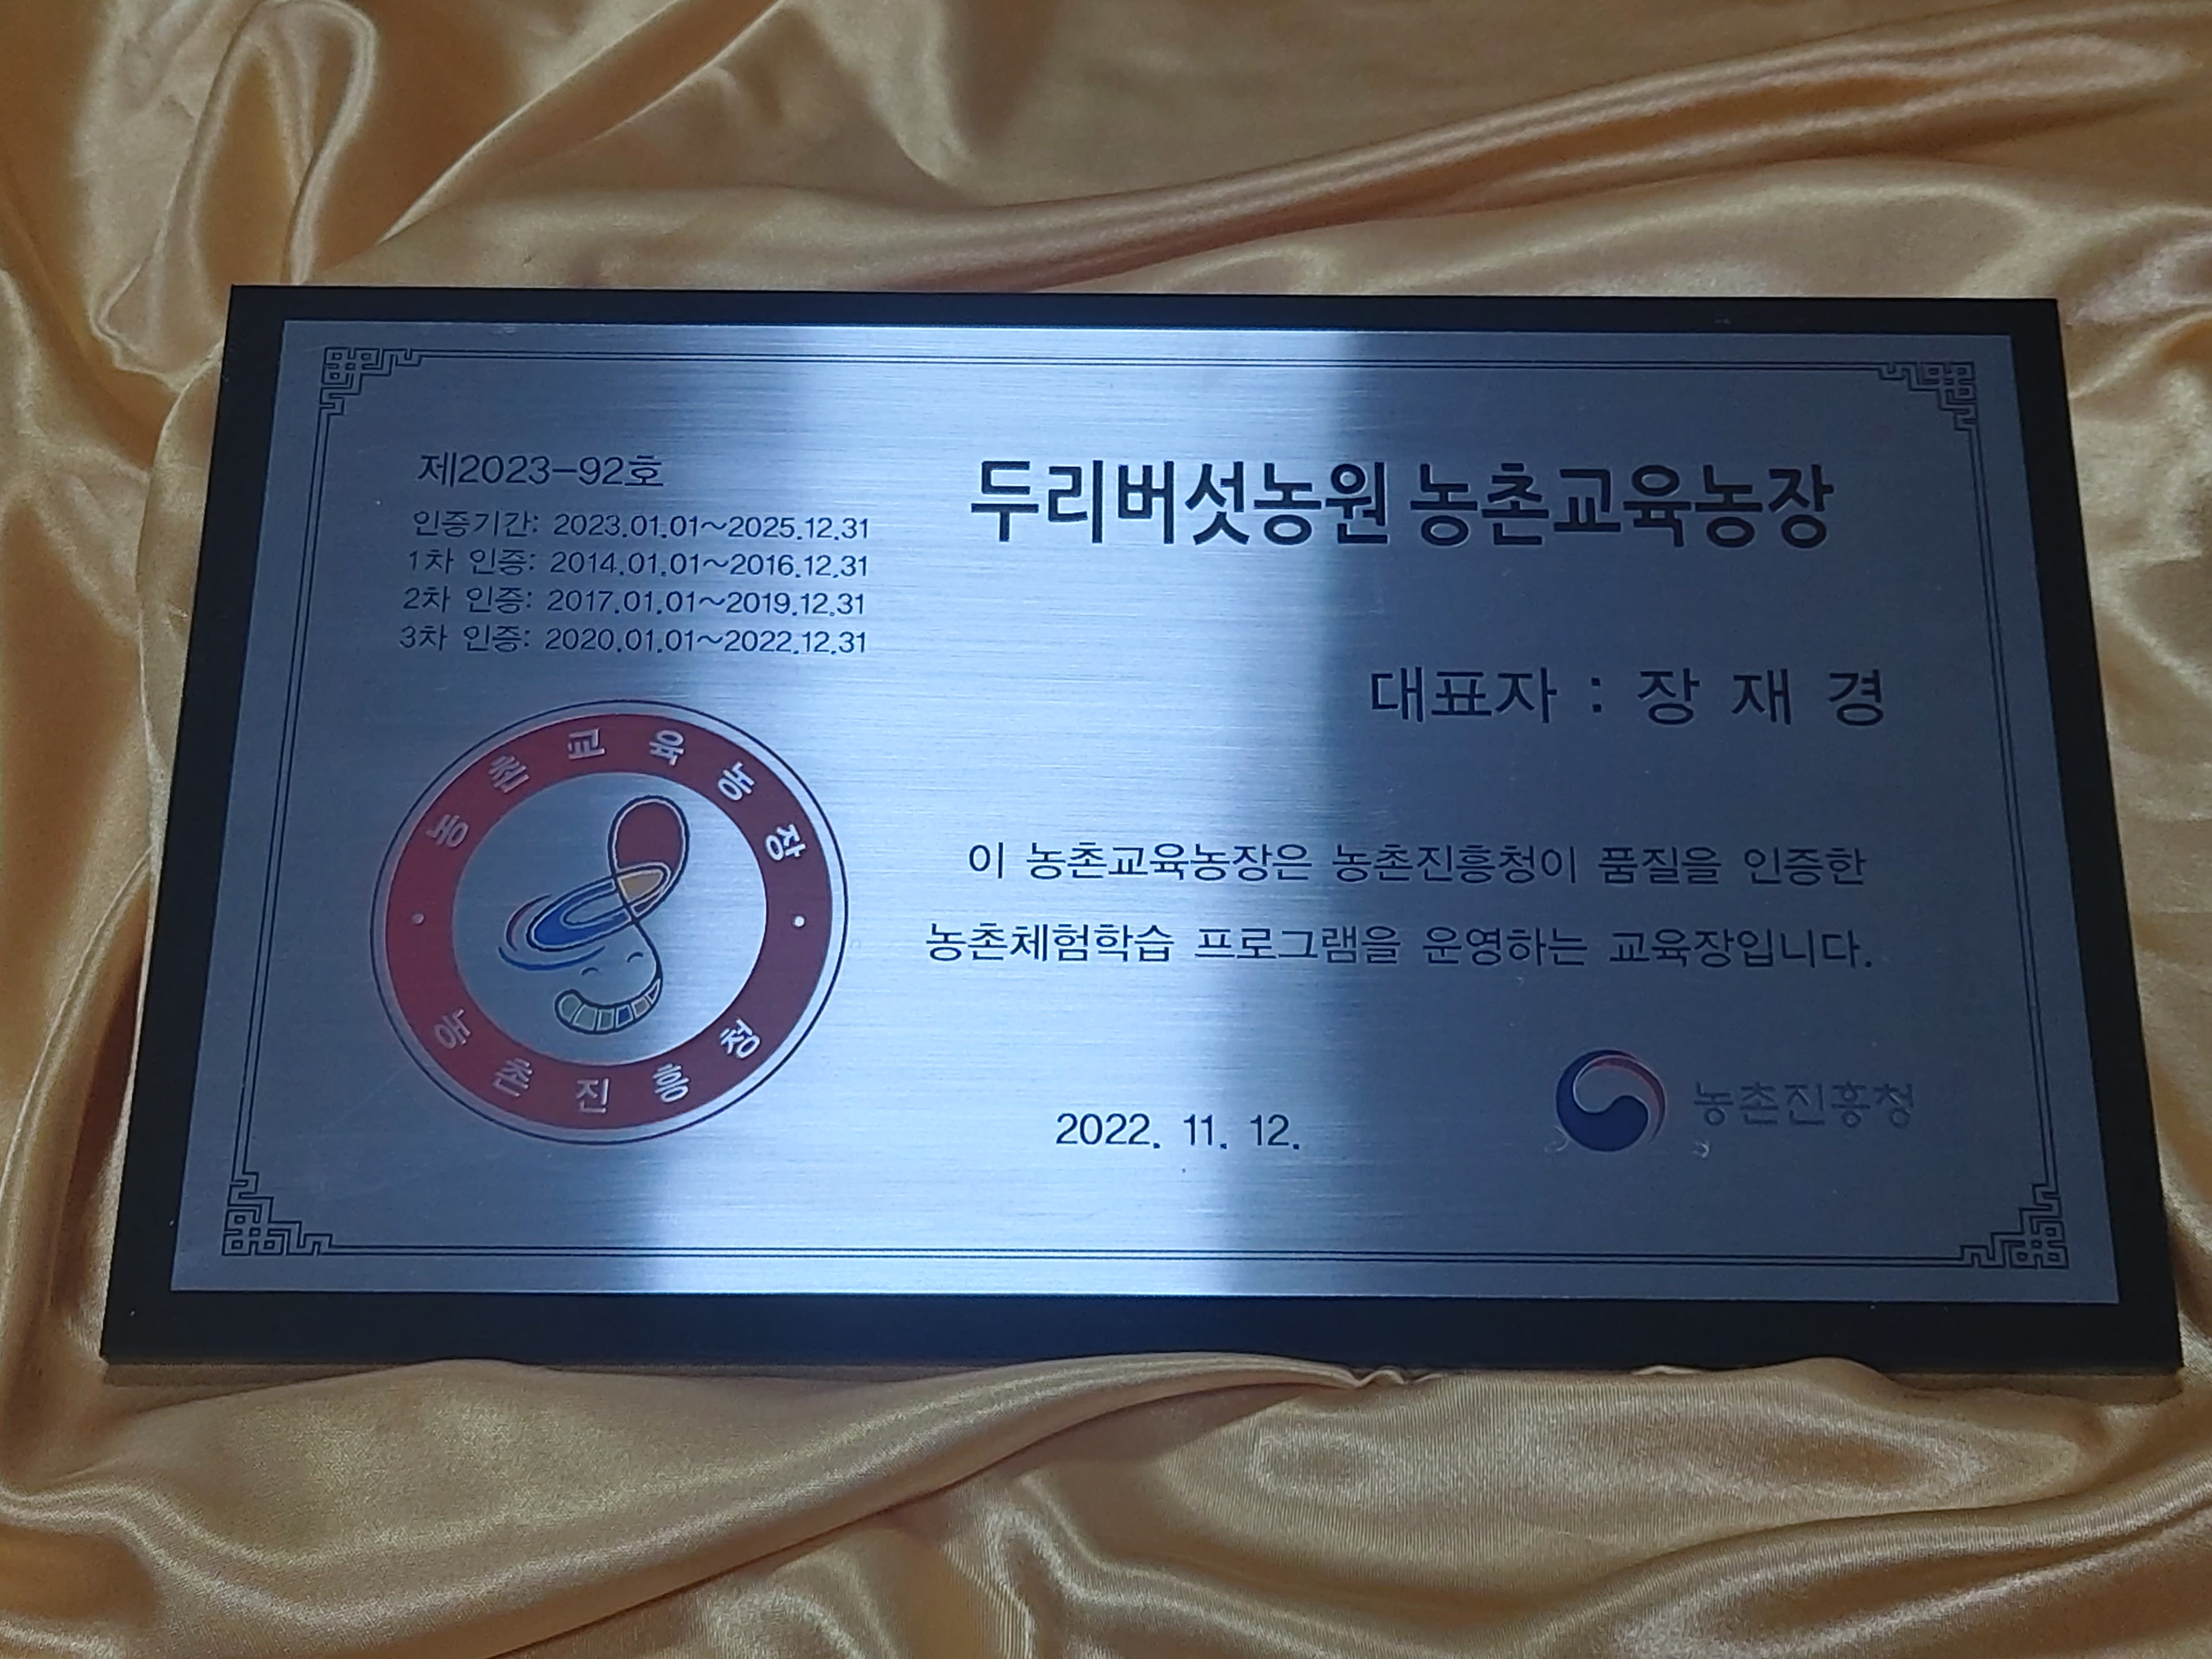 제2023-92호
인증기간: 2023.01.01~2025.12.31
1차 인증: 2014.01.01~2016.12.31
2차 인증: 2017.01.01~2019.12.31
3차 인증: 2020.01.01~2022.12.31
두리버섯농원 농촌교육농장
대표자 : 장 재 경
농촌교육농장
농촌진흥청
이 농촌교육농장은 농촌진흥청이 품질을 인증한
농촌체험학습 프로그램을 운영하는 교육장입니다.
2022. 11. 12.
농촌진흥청